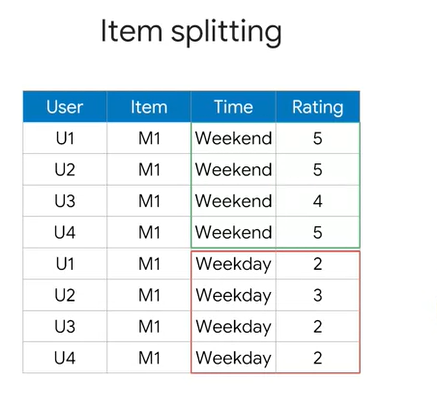 Item splitting
User Item Time Rating
U1 M1 Weekend 5
U2 M1 Weekend 5
U3 M1 Weekend 4
U4 M1 Weekend 5
U1 M1 Weekday 2
U2 M1 Weekday 3
U3 M1 Weekday 2
U4 M1 Weekday 2